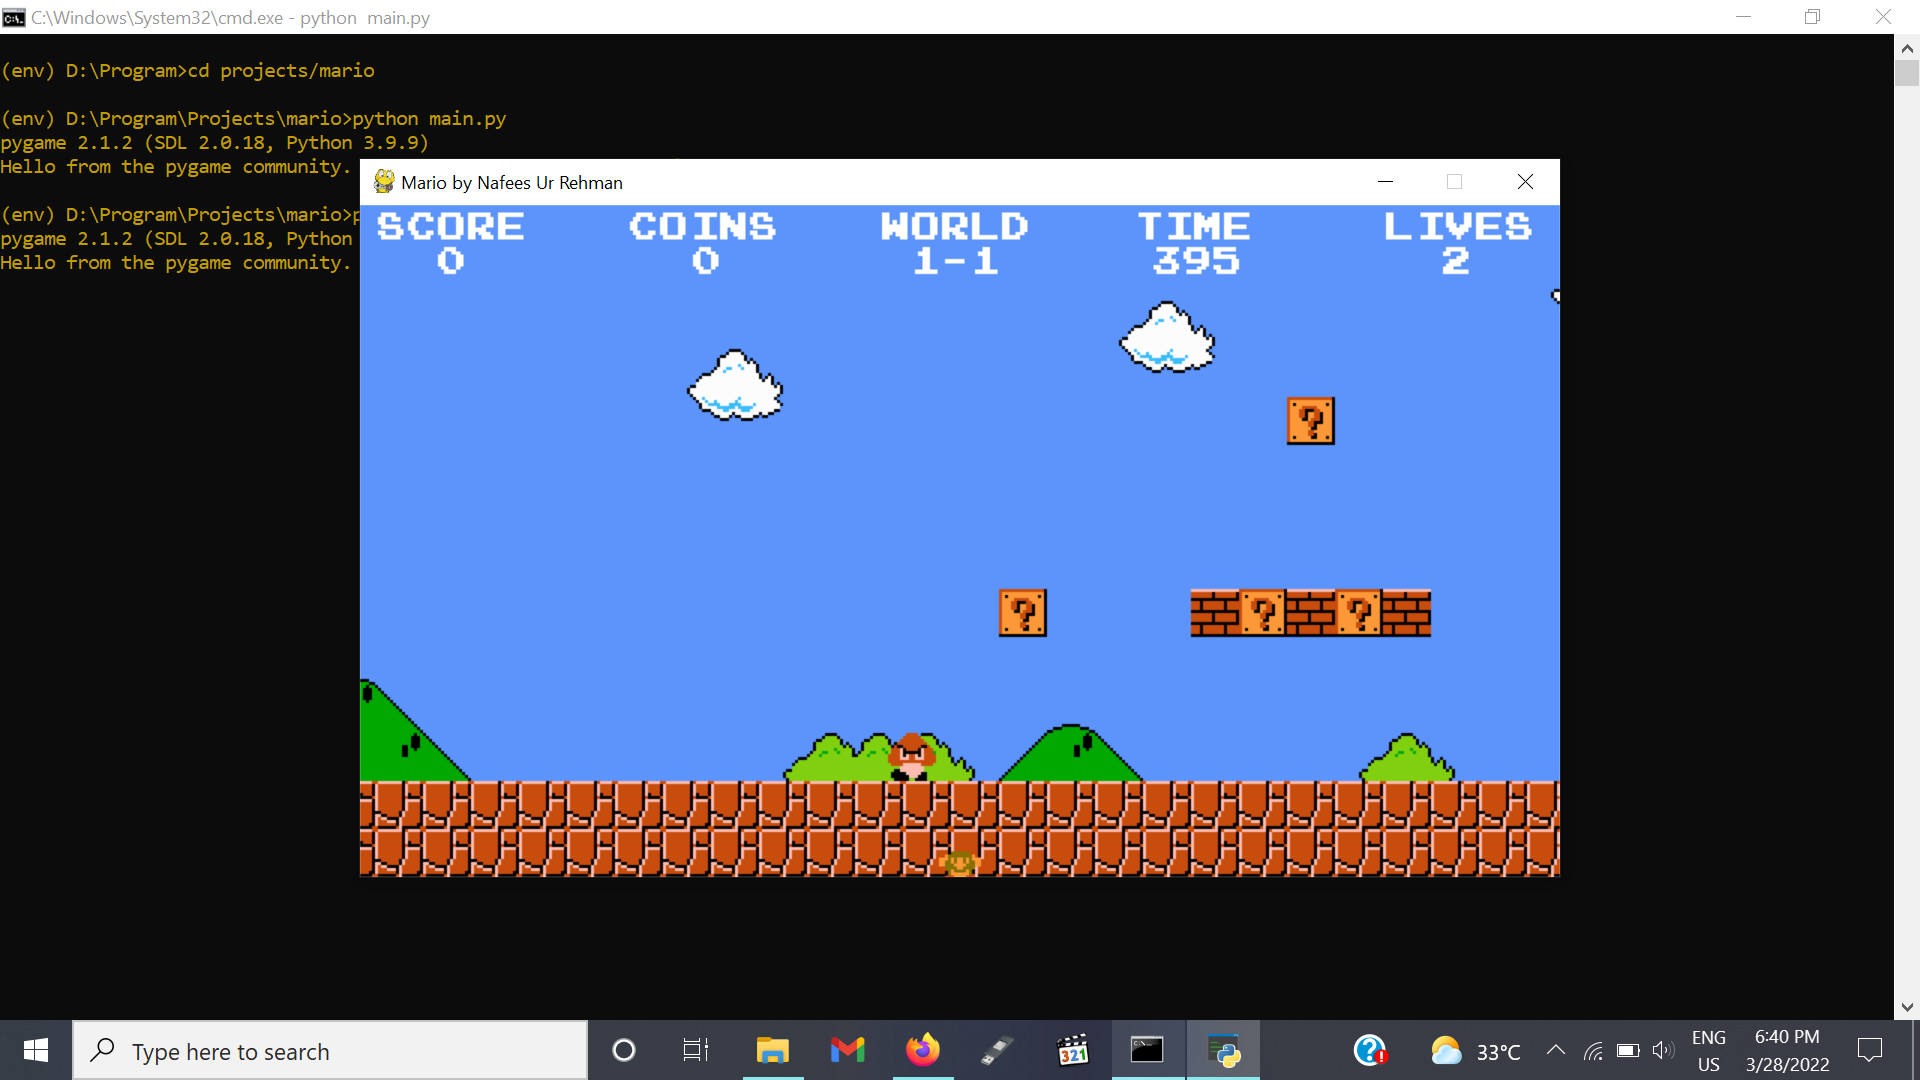 C:\Windows\System32\cmd.exe - python  main.py
(env) D:\Program>cd projects/mario
(env) D:\Program\Projects\mario>python main.py
pygame 2.1.2 (SDL 2.0.18, Python 3.9.9)
Hello from the pygame community.
(env) D:\Program\Projects\mario>p
pygame 2.1.2 (SDL 2.0.18, Python
Hello from the pygame community.
Mario by Nafees Ur Rehman
SCORE COINS WORLD TIME LIVES
0 0 1-1 395 2
?
?
? ?
Type here to search
321
33°C
ENG
US
6:40 PM
3/28/2022